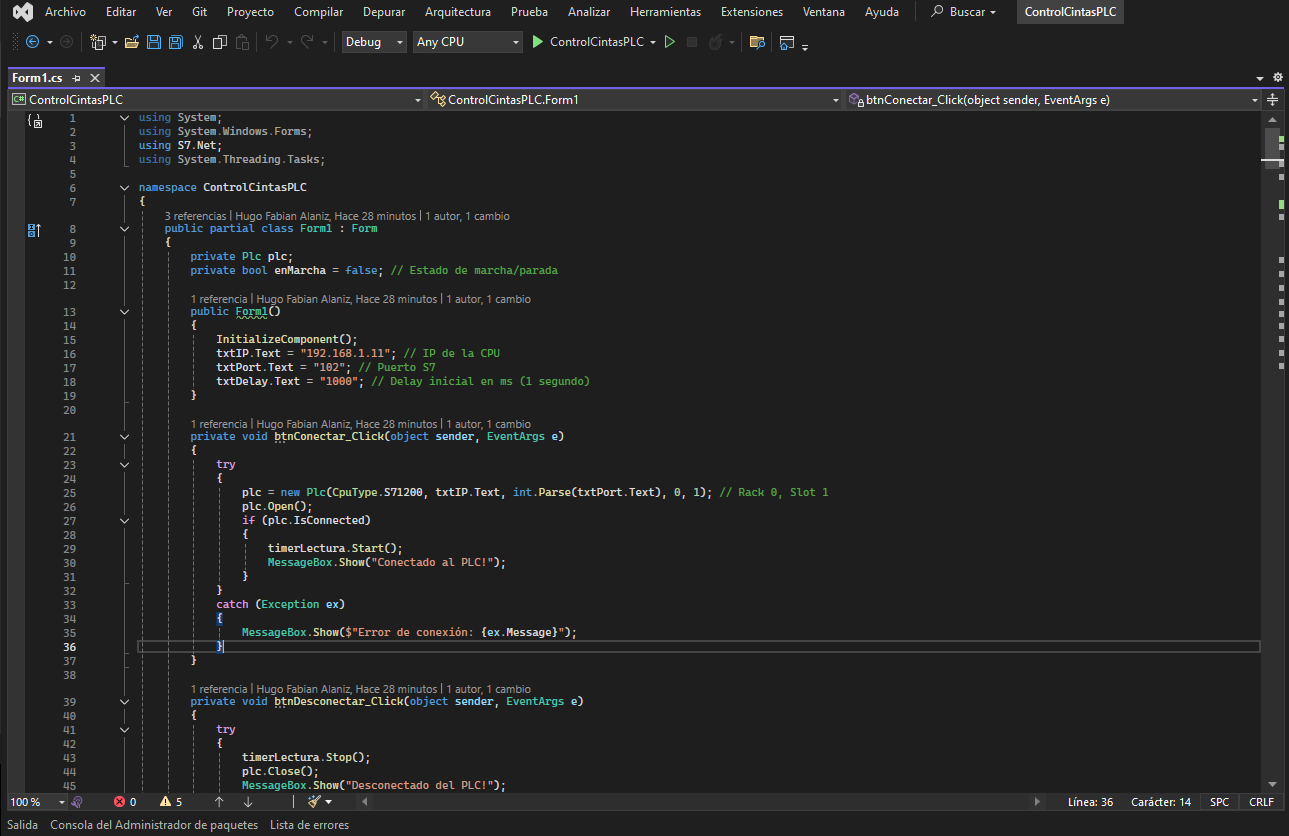 Archivo Editar Ver Git Proyecto Compilar Depurar Arquitectura Prueba Analizar Herramientas Extensiones Ventana Ayuda Buscar ControlCintasPLC
Debug Any CPU ControlCintasPLC
Form1.cs
C# ControlCintasPLC ControlCintasPLC.Form1 btnConectar_Click(object sender, EventArgs e)
1 using System;
2 using System.Windows.Forms;
3 using S7.Net;
4 using System.Threading.Tasks;
5
6 namespace ControlCintasPLC
7 {
3 referencias | Hugo Fabian Alaniz, Hace 28 minutos | 1 autor, 1 cambio
8 public partial class Form1 : Form
9 {
10 private Plc plc;
11 private bool enMarcha = false; // Estado de marcha/parada
12
1 referencia | Hugo Fabian Alaniz, Hace 28 minutos | 1 autor, 1 cambio
13 public Form1()
14 {
15 InitializeComponent();
16 txtIP.Text = "192.168.1.11"; // IP de la CPU
17 txtPort.Text = "102"; // Puerto S7
18 txtDelay.Text = "1000"; // Delay inicial en ms (1 segundo)
19 }
20
1 referencia | Hugo Fabian Alaniz, Hace 28 minutos | 1 autor, 1 cambio
21 private void btnConectar_Click(object sender, EventArgs e)
22 {
23 try
24 {
25 plc = new Plc(CpuType.S71200, txtIP.Text, int.Parse(txtPort.Text), 0, 1); // Rack 0, Slot 1
26 plc.Open();
27 if (plc.IsConnected)
28 {
29 timerLectura.Start();
30 MessageBox.Show("Conectado al PLC!");
31 }
32 }
33 catch (Exception ex)
34 {
35 MessageBox.Show($"Error de conexión: {ex.Message}");
36 }
37 }
38
1 referencia | Hugo Fabian Alaniz, Hace 28 minutos | 1 autor, 1 cambio
39 private void btnDesconectar_Click(object sender, EventArgs e)
40 {
41 try
42 {
43 timerLectura.Stop();
44 plc.Close();
45 MessageBox.Show("Desconectado del PLC!");
100 % 0 5 Línea: 36 Carácter: 14 SPC CRLF
Salida Consola del Administrador de paquetes Lista de errores